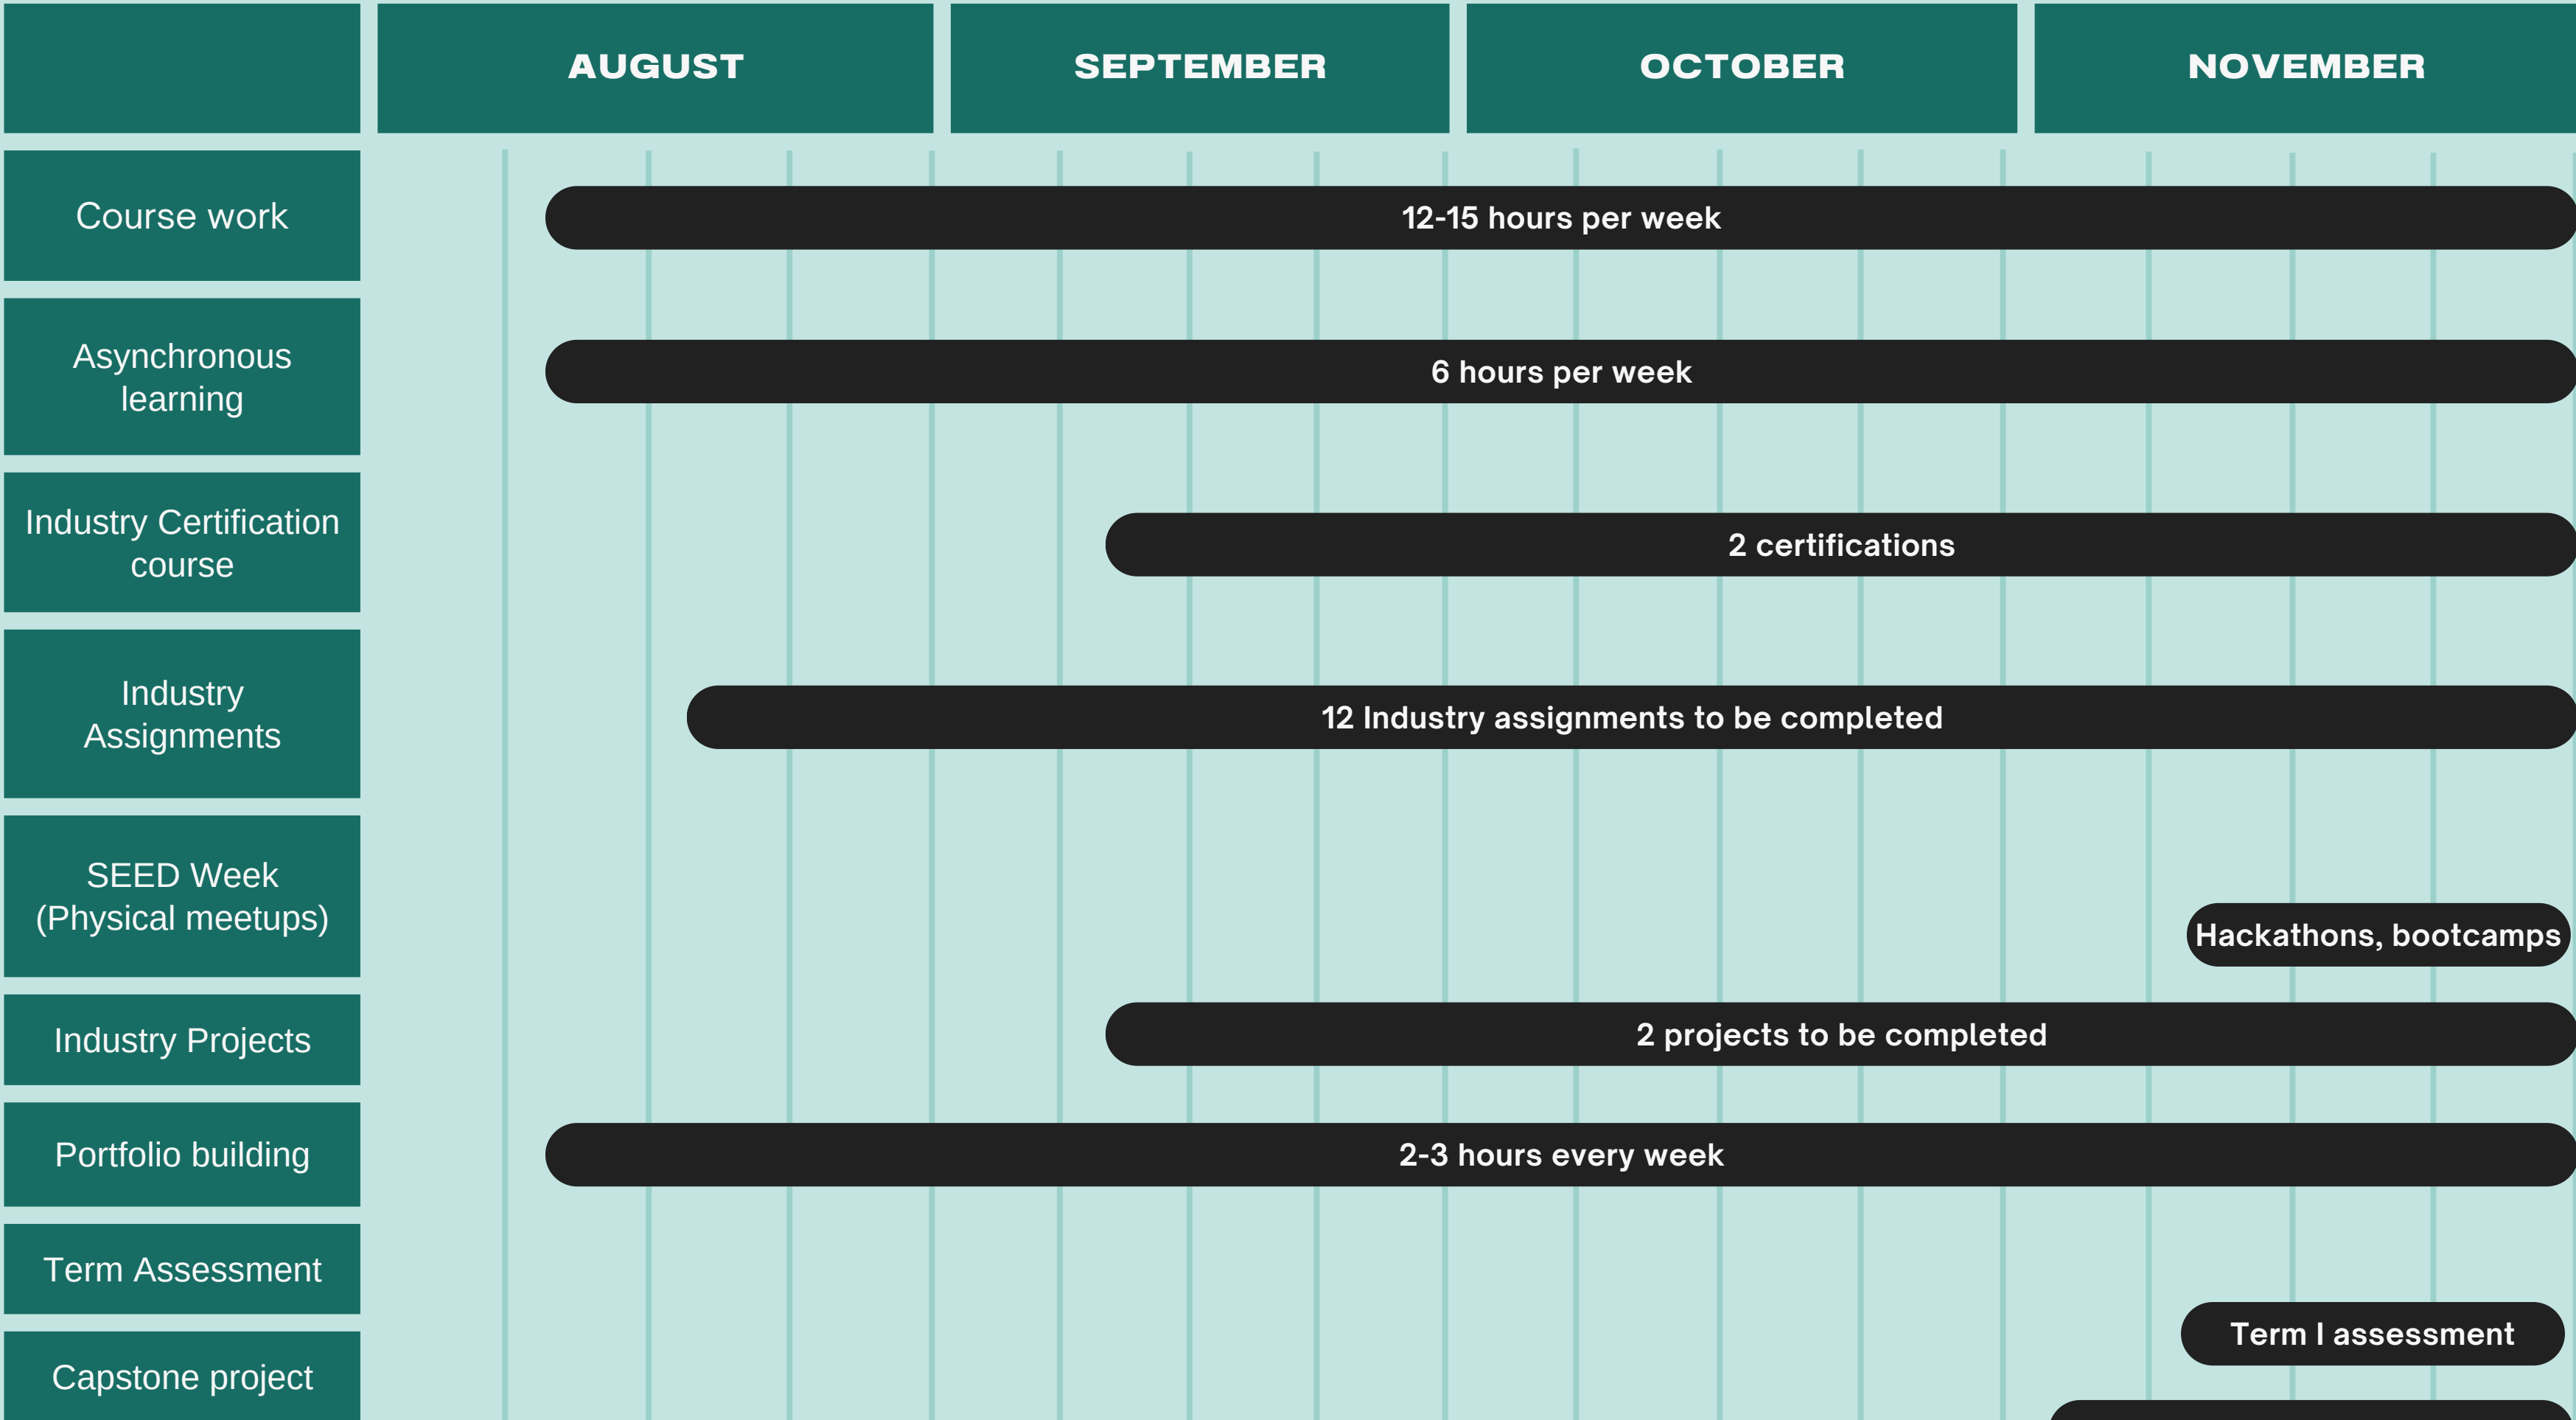 AUGUST
SEPTEMBER
OCTOBER
NOVEMBER
Course work
12-15 hours per week
Asynchronous
learning
6 hours per week
Industry Certification
course
2 certifications
Industry
Assignments
12 Industry assignments to be completed
SEED Week
(Physical meetups)
Hackathons, bootcamps
Industry Projects
2 projects to be completed
Portfolio building
2-3 hours every week
Term Assessment
Term I assessment
Capstone project